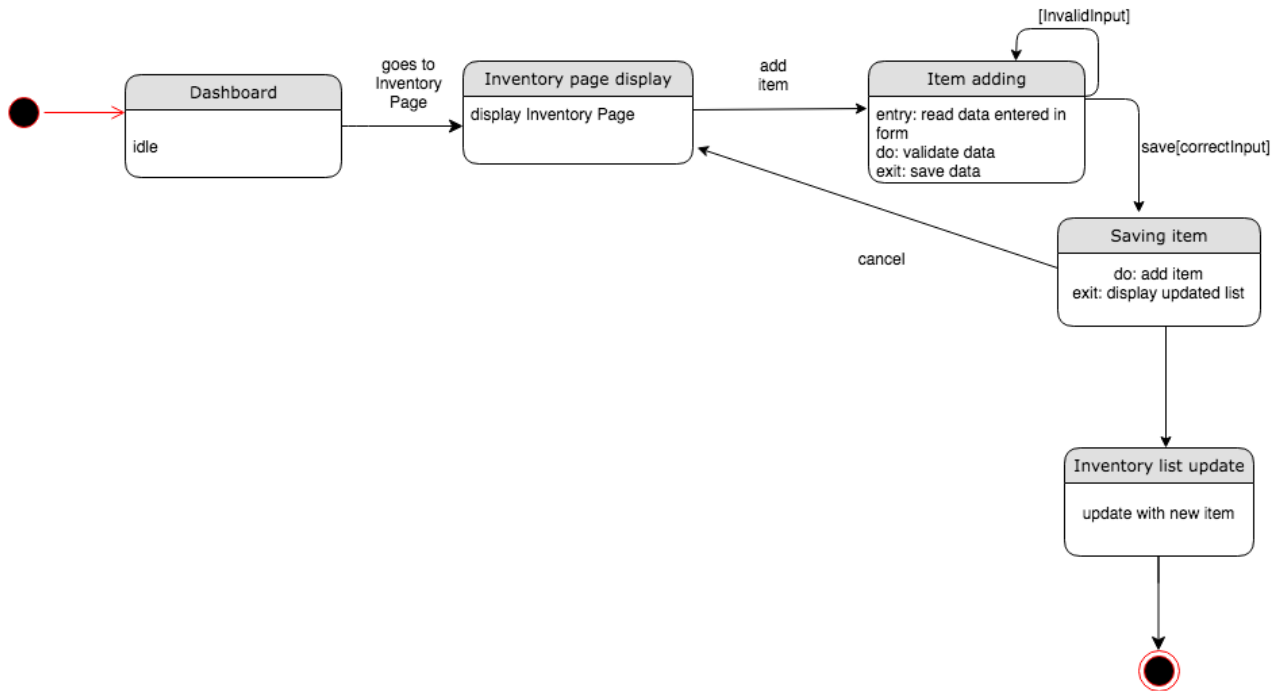 [InvalidInput]
goes to
Inventory
Page
add
item
Dashboard
idle
Inventory page display
display Inventory Page
Item adding
entry: read data entered in
form
do: validate data
exit: save data
save[correctInput]
cancel
Saving item
do: add item
exit: display updated list
Inventory list update
update with new item